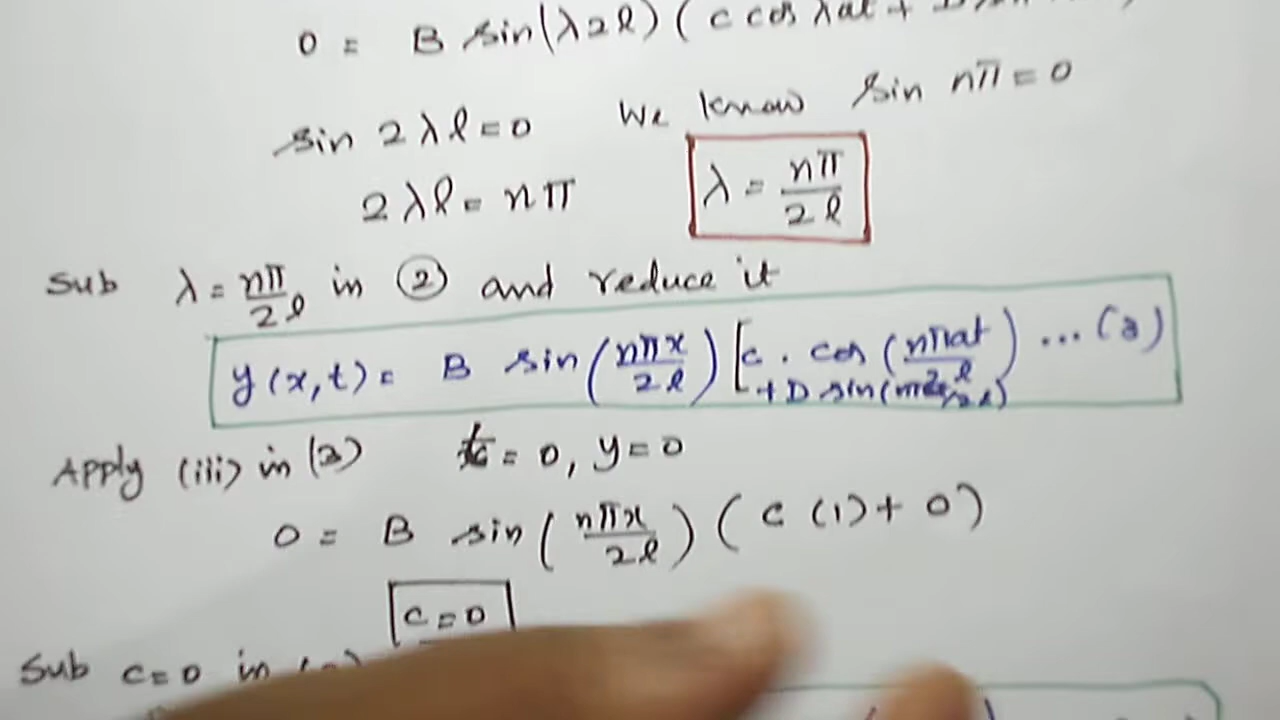 0 = B sin(λ2l) ( c cos λat +
sin 2λl=0 We know sin nπ=0
2λl= nπ λ = nπ/2l
Sub λ = nπ/2l in ② and reduce it
y(x,t)= B sin(nπx/2l) [c . cos (nπat/2l) ...(3)
+D sin(
Apply (iii) in (3) t = 0, y=0
0 = B sin(nπx/2l) ( c (1)+ 0)
c=0
Sub c=0 in